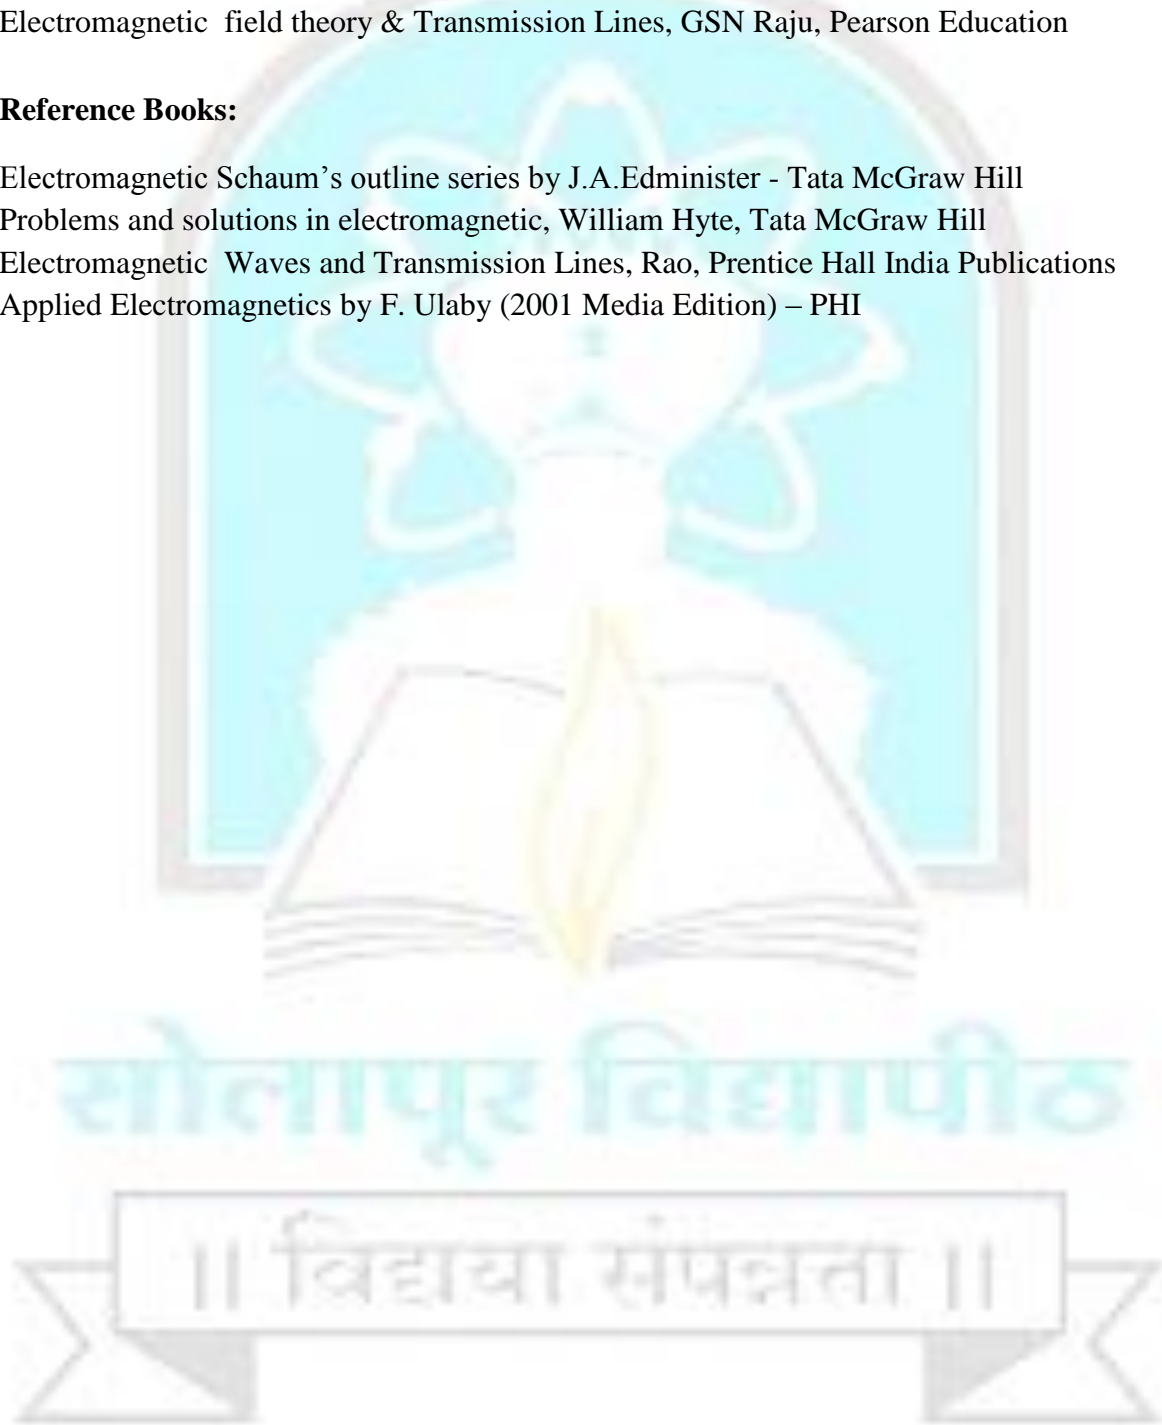 Electromagnetic  field theory & Transmission Lines, GSN Raju, Pearson Education
Reference Books:
Electromagnetic Schaum’s outline series by J.A.Edminister - Tata McGraw Hill
Problems and solutions in electromagnetic, William Hyte, Tata McGraw Hill
Electromagnetic  Waves and Transmission Lines, Rao, Prentice Hall India Publications
Applied Electromagnetics by F. Ulaby (2001 Media Edition) – PHI
सोलापूर विद्यापीठ
॥ विद्यया संपन्नता ॥